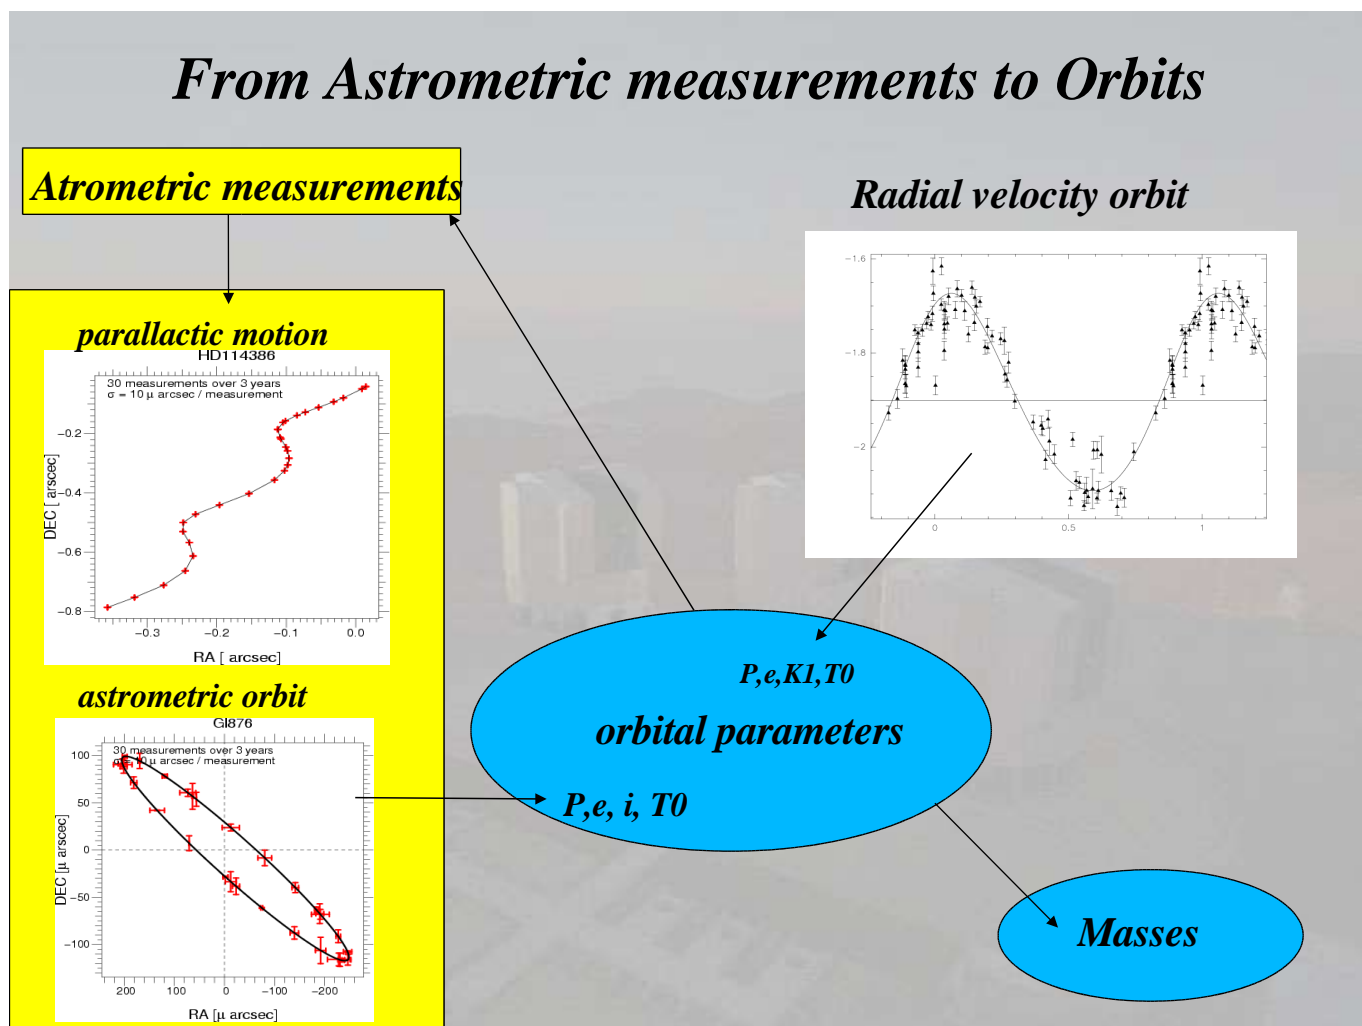 From Astrometric measurements to Orbits
Atrometric measurements
Radial velocity orbit
−1.6
−1.8
−2
0
0.5
1
parallactic motion
HD114386
30 measurements over 3 years
σ = 10 μ arcsec / measurement
−0.2
−0.4
−0.6
−0.8
DEC [ arscec]
−0.3
−0.2
−0.1
0.0
RA [ arcsec]
astrometric orbit
Gl876
30 measurements over 3 years
σ = 10 μ arcsec / measurement
100
50
0
−50
−100
DEC [μ arscec]
200
100
0
−100
−200
RA [μ arcsec]
P,e,K1,T0
orbital parameters
P,e, i, T0
Masses